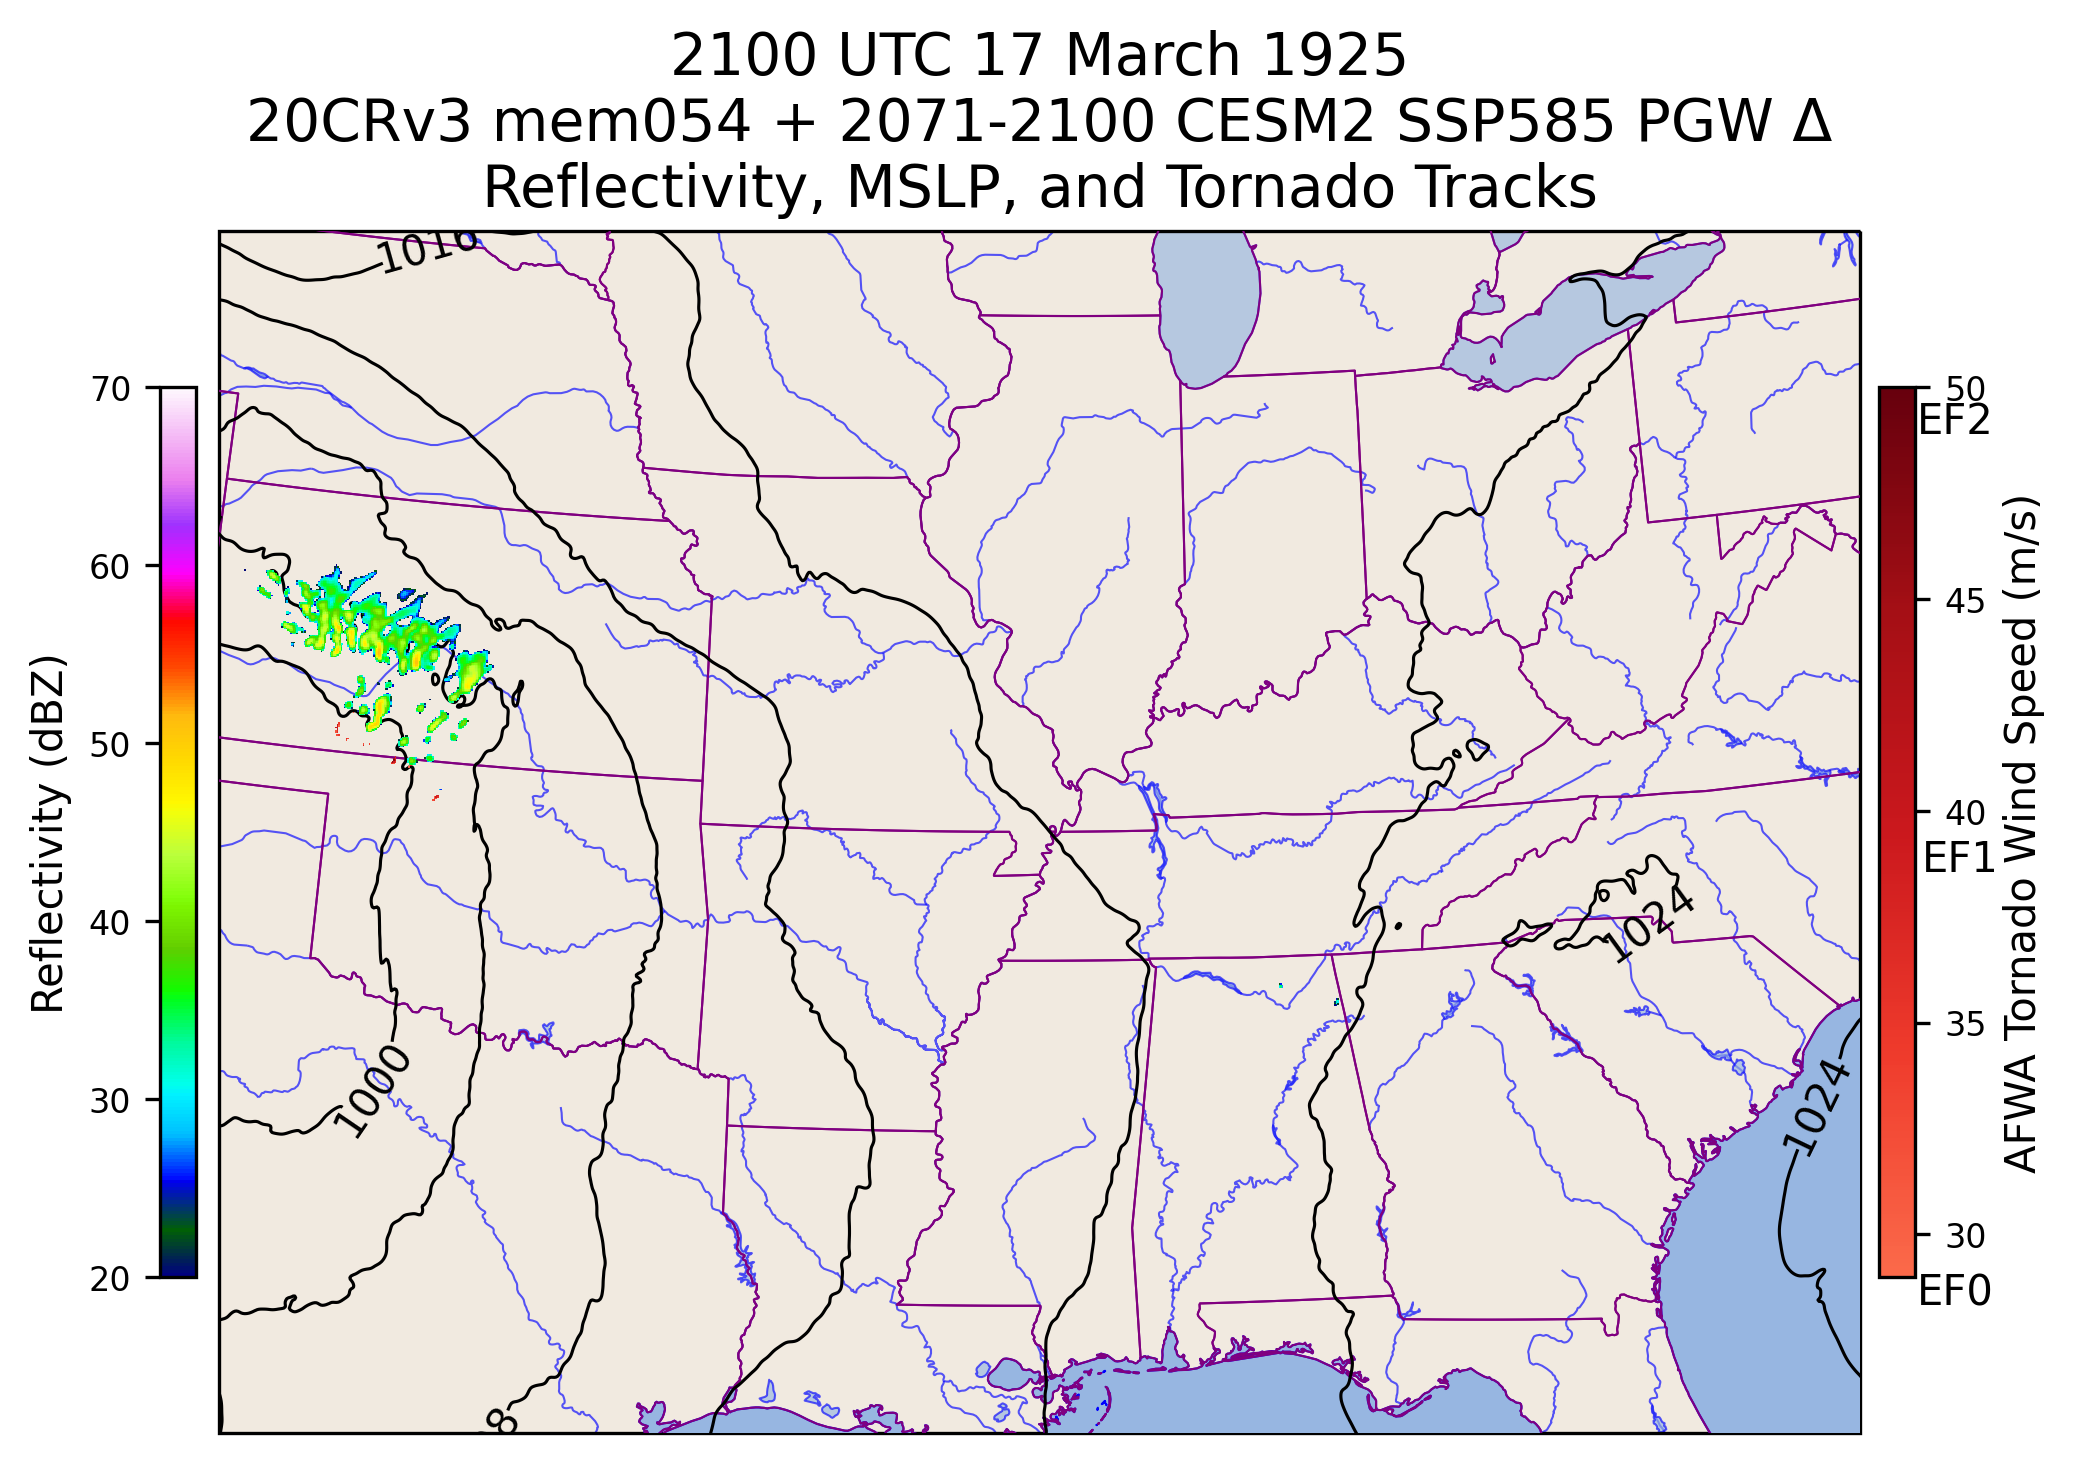 2100 UTC 17 March 1925
20CRv3 mem054 + 2071-2100 CESM2 SSP585 PGW Δ
Reflectivity, MSLP, and Tornado Tracks
1016
1000
1024
1024
8
Reflectivity (dBZ)
70
60
50
40
30
20
50
EF2
45
40
EF1
35
30
EF0
AFWA Tornado Wind Speed (m/s)